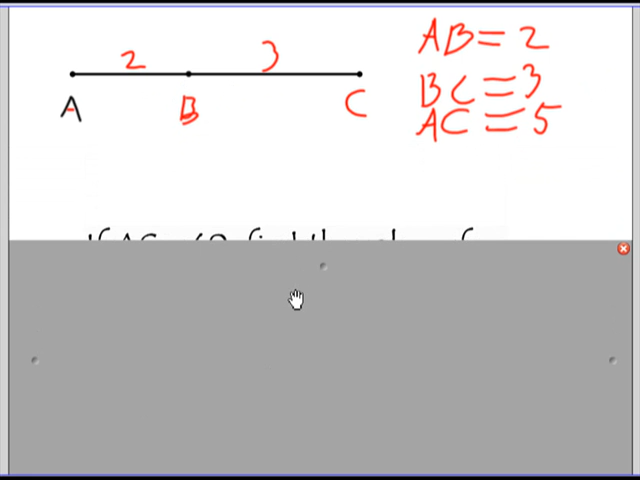 2 3
A B C
AB = 2
BC = 3
AC = 5